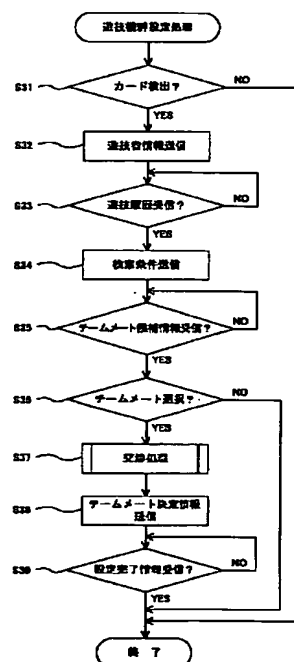 遊技機群設定処理
S31
カード検出？
NO
YES
S32
遊技者情報送信
S33
遊技履歴受信？
NO
YES
S34
検索条件送信
S35
チームメート候補情報受信？
NO
YES
S36
チームメート選択？
NO
YES
S37
交渉処理
S38
チームメート決定情報
送信
S39
設定完了情報受信？
NO
YES
終了